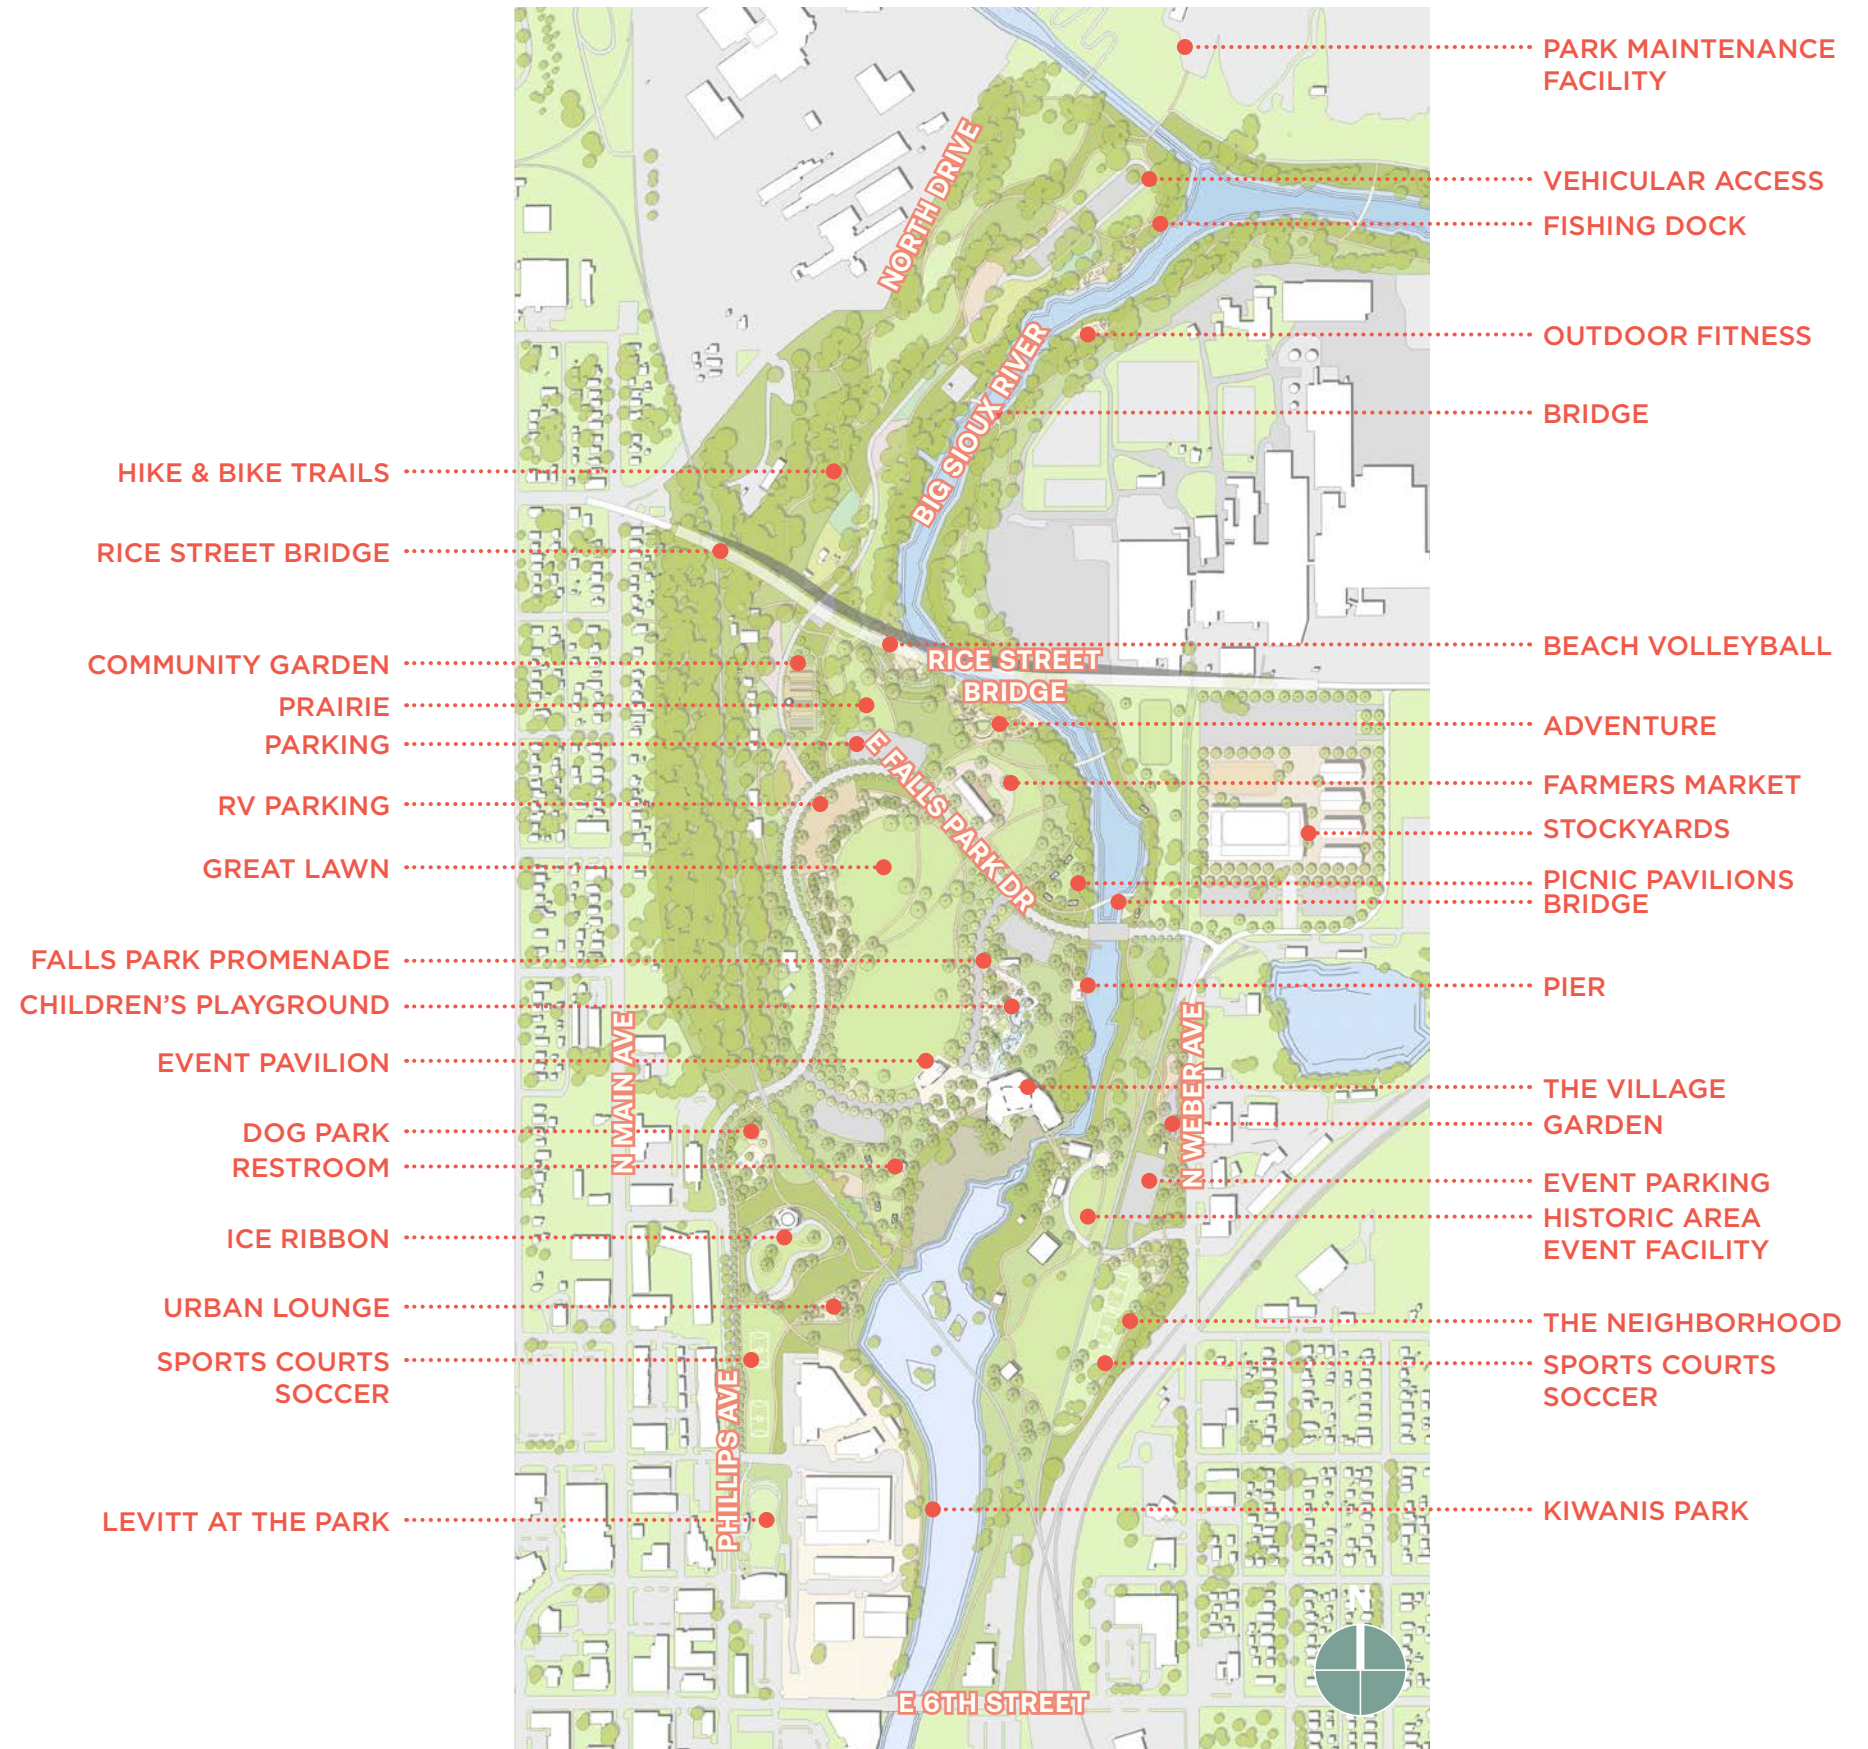 PARK MAINTENANCE
FACILITY
VEHICULAR ACCESS
FISHING DOCK
OUTDOOR FITNESS
BRIDGE
BEACH VOLLEYBALL
ADVENTURE
FARMERS MARKET
STOCKYARDS
PICNIC PAVILIONS
BRIDGE
PIER
THE VILLAGE
GARDEN
EVENT PARKING
HISTORIC AREA
EVENT FACILITY
THE NEIGHBORHOOD
SPORTS COURTS
SOCCER
KIWANIS PARK
HIKE & BIKE TRAILS
RICE STREET BRIDGE
COMMUNITY GARDEN
PRAIRIE
PARKING
RV PARKING
GREAT LAWN
FALLS PARK PROMENADE
CHILDREN'S PLAYGROUND
EVENT PAVILION
DOG PARK
RESTROOM
ICE RIBBON
URBAN LOUNGE
SPORTS COURTS
SOCCER
LEVITT AT THE PARK
NORTH DRIVE
BIG SIOUX RIVER
RICE STREET
BRIDGE
E FALLS PARK DR
N MAIN AVE
N WEBER AVE
PHILLIPS AVE
E 6TH STREET
N